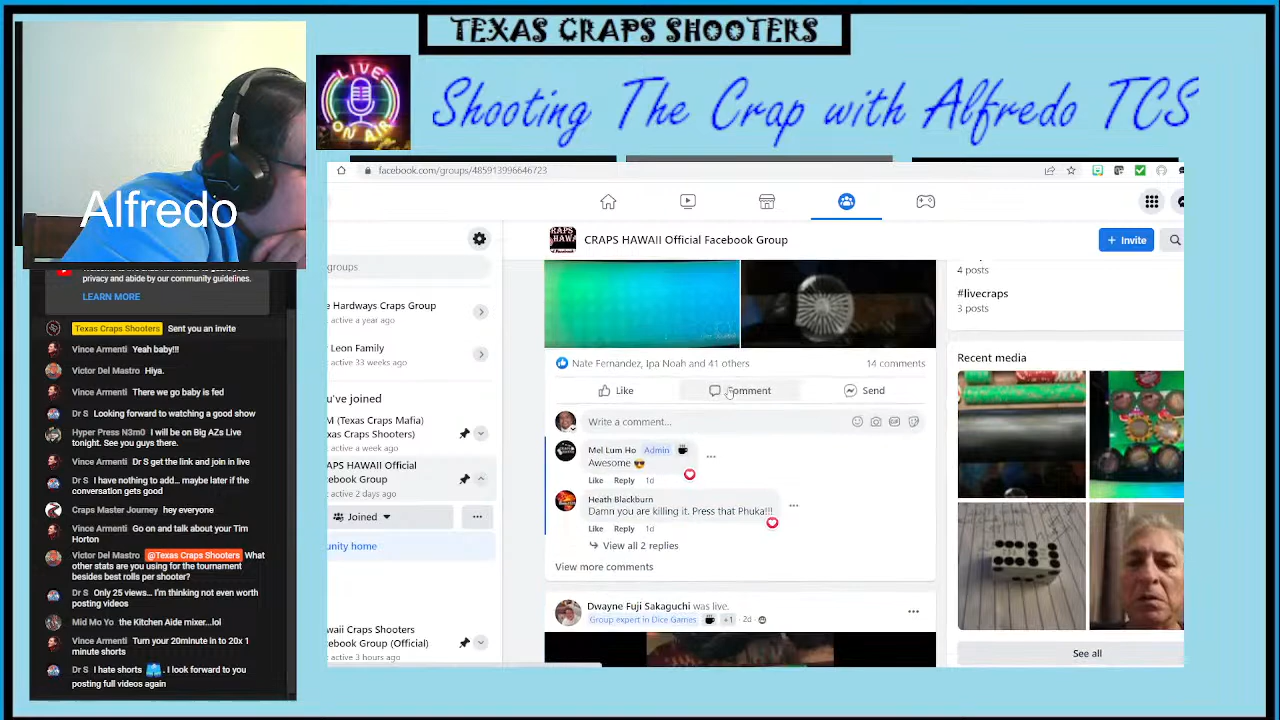 TEXAS CRAPS SHOOTERS
LIVE
ON AIR
Shooting The Crap with Alfredo TCS
Alfredo
privacy and abide by our community guidelines.
LEARN MORE
Texas Craps Shooters Sent you an invite
Vince Armenti Yeah baby!!!
Victor Del Mastro Hiya.
Vince Armenti There we go baby is fed
Dr S Looking forward to watching a good show
Hyper Press N3m0 I will be on Big AZs Live
tonight. See you guys there.
Vince Armenti Dr S get the link and join in live
Dr S I have nothing to add... maybe later if the
conversation gets good
Craps Master Journey hey everyone
Vince Armenti Go on and talk about your Tim
Horton
Victor Del Mastro @Texas Craps Shooters What
other stats are you using for the tournament
besides best rolls per shooter?
Dr S Only 25 views... I'm thinking not even worth
posting videos
Mid Mo Yo the Kitchen Aide mixer...lol
Vince Armenti Turn your 20minute in to 20x 1
minute shorts
Dr S I hate shorts . I look forward to you
posting full videos again
facebook.com/groups/485913996646723
groups
e Hardways Craps Group
active a year ago
Leon Family
active 33 weeks ago
u've joined
M (Texas Cra​ps Mafia)
xas Craps Shooters)
active a week ago
APS HAWAII Official
cebook Group
active 2 days ago
Joined
unity home
waii Craps Shooters
cebook Group (Official)
active 3 hours ago
CRAPS HAWAII Official Facebook Group
+ Invite
Nate Fernandez, Ipa Noah and 41 others 14 comments
Like Comment Send
Write a comment...
GIF
Mel Lum Ho Admin
Awesome
Like Reply 1d
Heath Blackburn
Damn you are killing it. Press that Phuka!!!
Like Reply 1d
View all 2 replies
View more comments
Dwayne Fuji Sakaguchi was live.
Group expert in Dice Games +1 · 2d ·
4 posts
#livecraps
3 posts
Recent media
See all